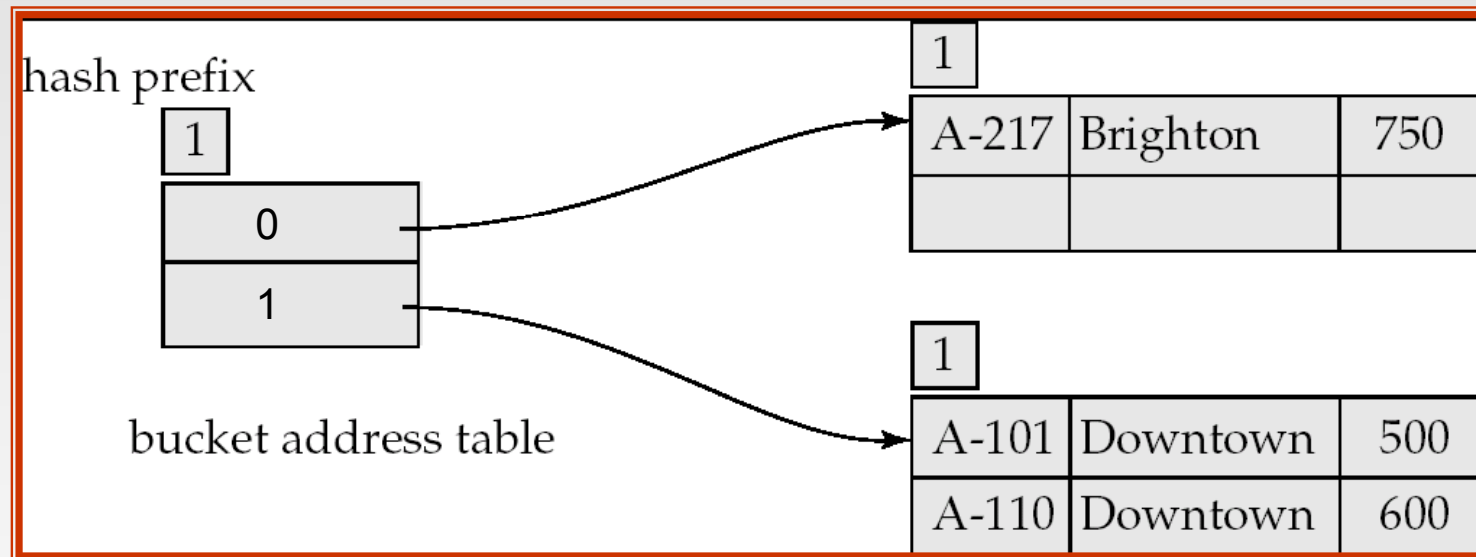 hash prefix
1
0
1
bucket address table
1
A-217 Brighton 750
1
A-101 Downtown 500
A-110 Downtown 600